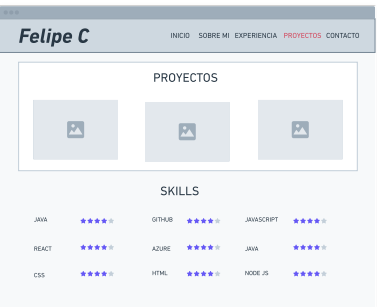 Felipe C
INICIO SOBRE MI EXPERIENCIA PROYECTOS CONTACTO
PROYECTOS
SKILLS
JAVA GITHUB JAVASCRIPT
REACT AZURE JAVA
CSS HTML NODE JS